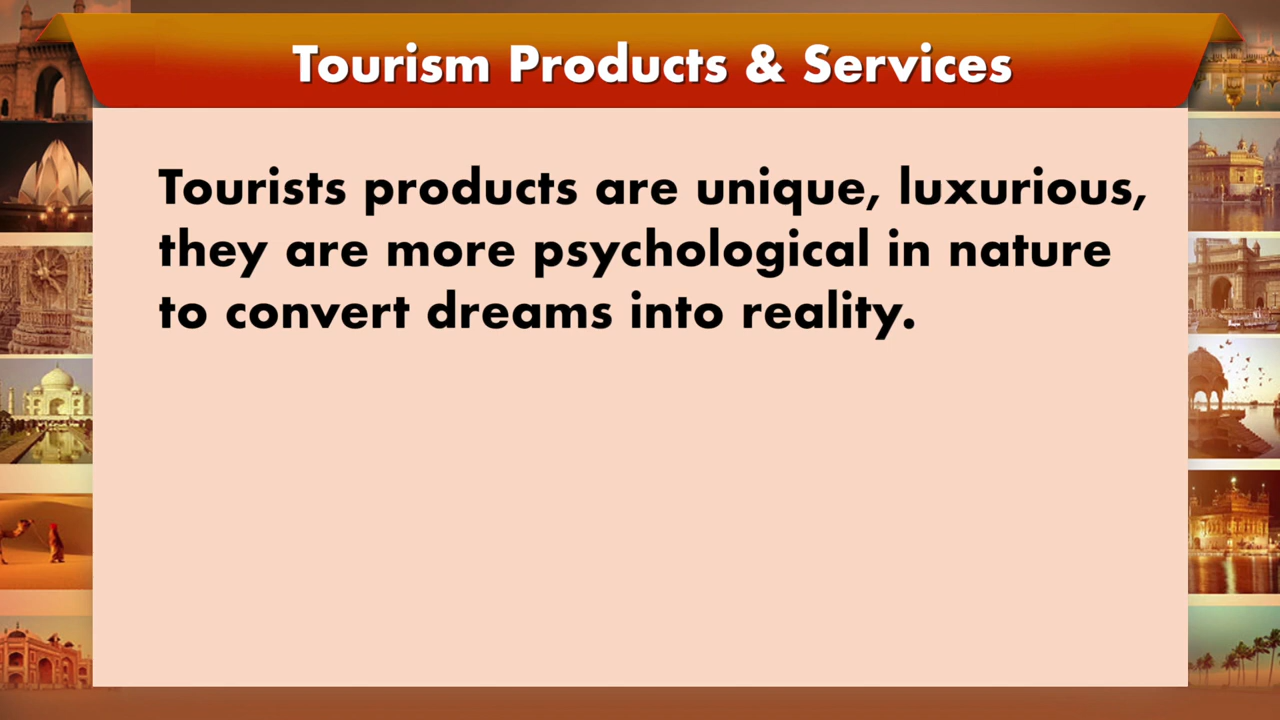 Tourism Products & Services
Tourists products are unique, luxurious,
they are more psychological in nature
to convert dreams into reality.